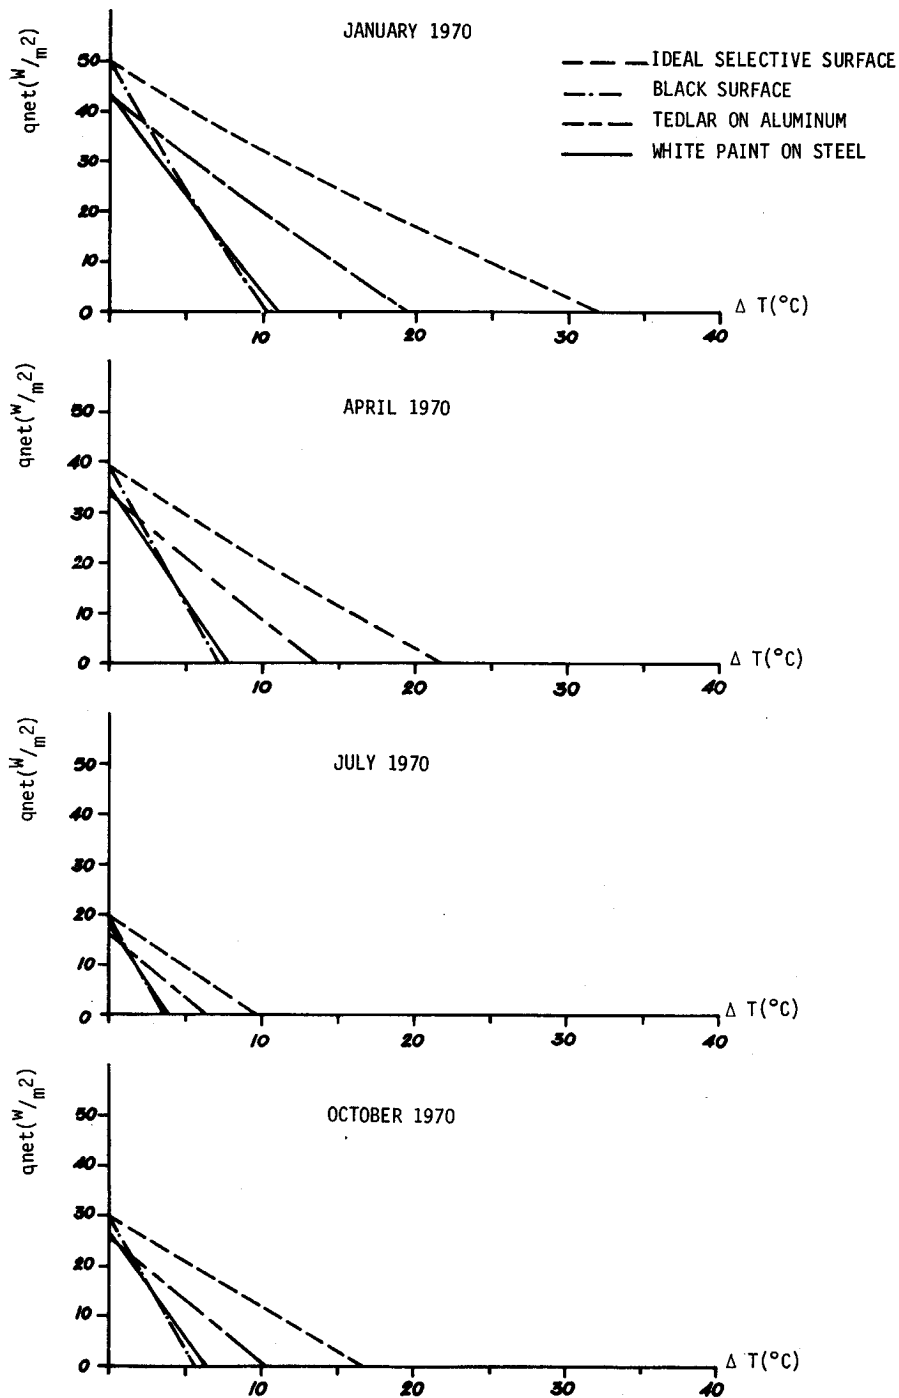 JANUARY 1970
IDEAL SELECTIVE SURFACE
BLACK SURFACE
TEDLAR ON ALUMINUM
WHITE PAINT ON STEEL
qnet(W/m2)
50
40
30
20
10
0
10
20
30
40
Δ T(°C)
APRIL 1970
qnet(W/m2)
50
40
30
20
10
0
10
20
30
40
Δ T(°C)
JULY 1970
qnet(W/m2)
50
40
30
20
10
0
10
20
30
40
Δ T(°C)
OCTOBER 1970
qnet(W/m2)
50
40
30
20
10
0
10
20
30
40
Δ T(°C)